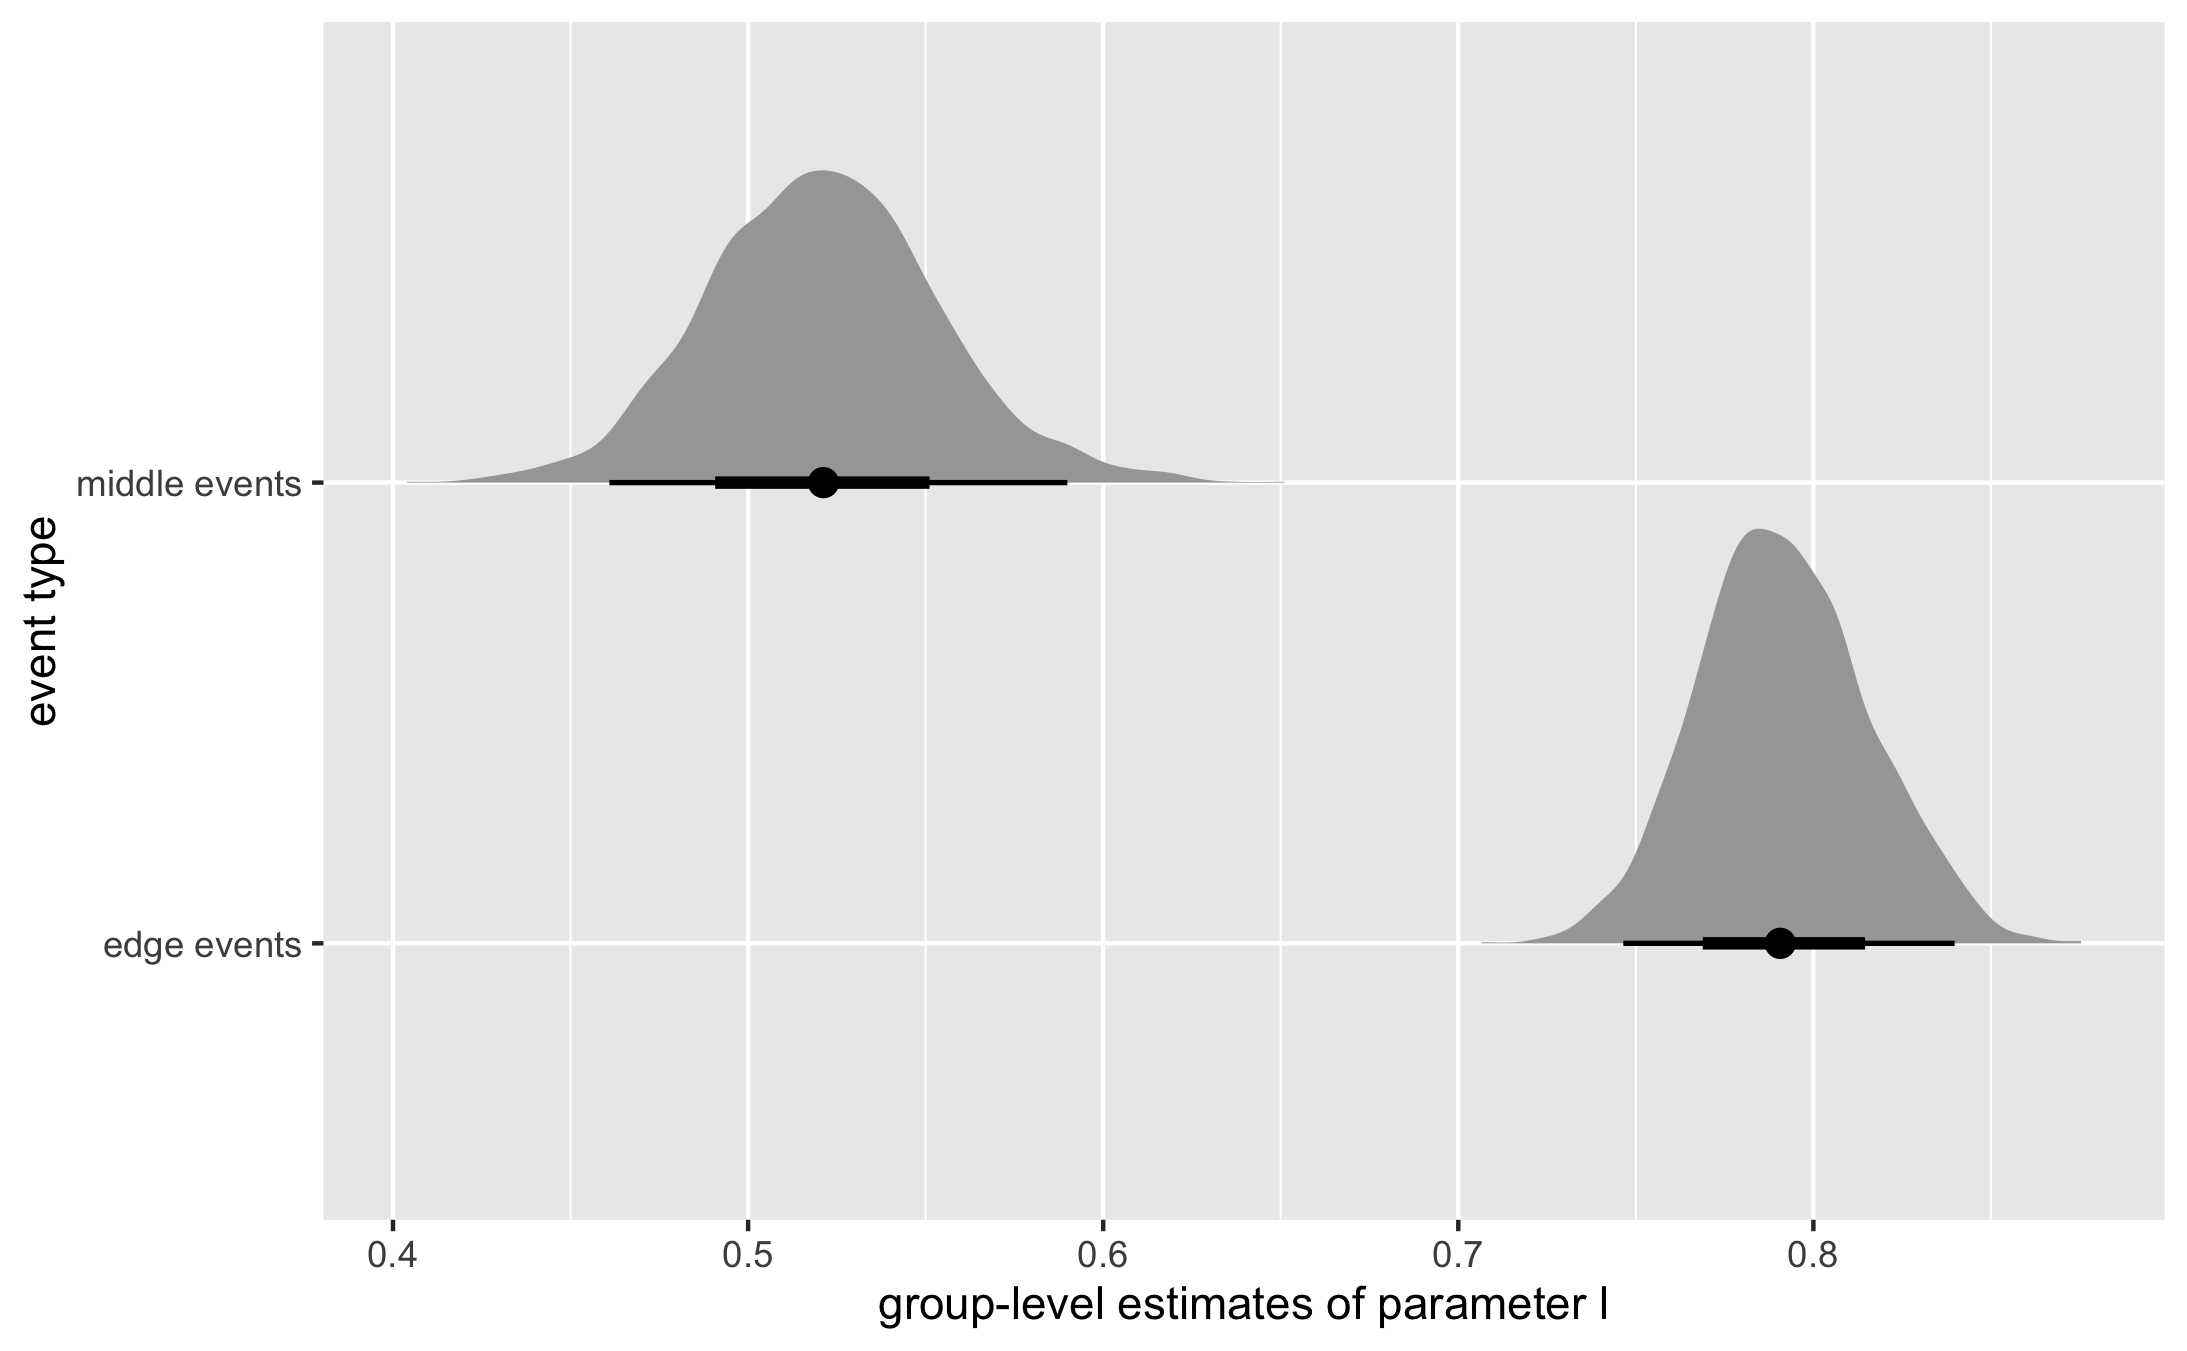 event type
middle events
edge events
0.4 0.5 0.6 0.7 0.8
group-level estimates of parameter l